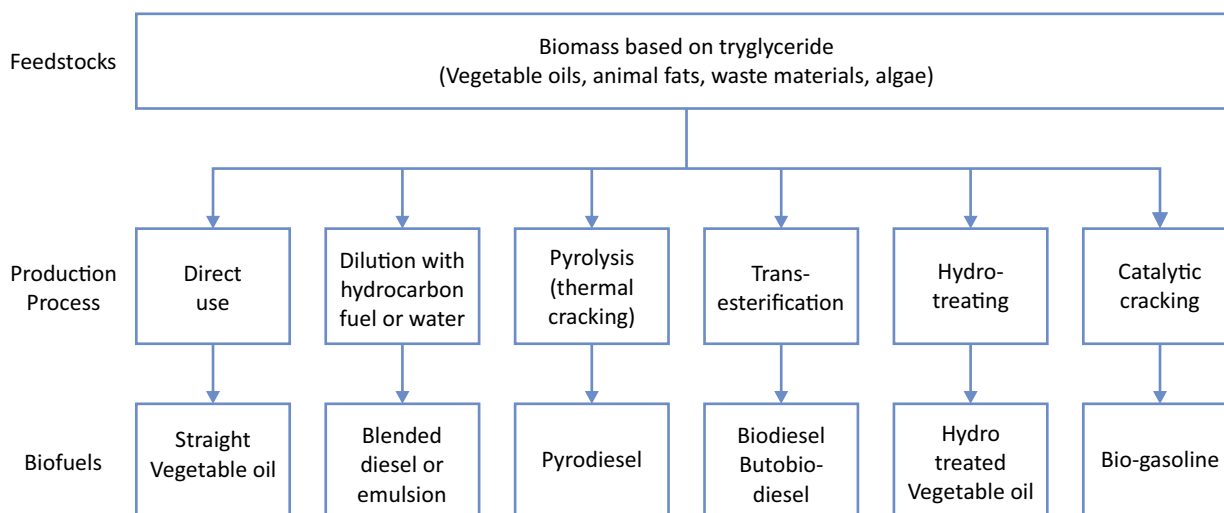 Feedstocks
Biomass based on tryglyceride
(Vegetable oils, animal fats, waste materials, algae)
Production
Process
Direct
use
Dilution with
hydrocarbon
fuel or water
Pyrolysis
(thermal
cracking)
Trans-
esterification
Hydro-
treating
Catalytic
cracking
Biofuels
Straight
Vegetable oil
Blended
diesel or
emulsion
Pyrodiesel
Biodiesel
Butobio-
diesel
Hydro
treated
Vegetable oil
Bio-gasoline